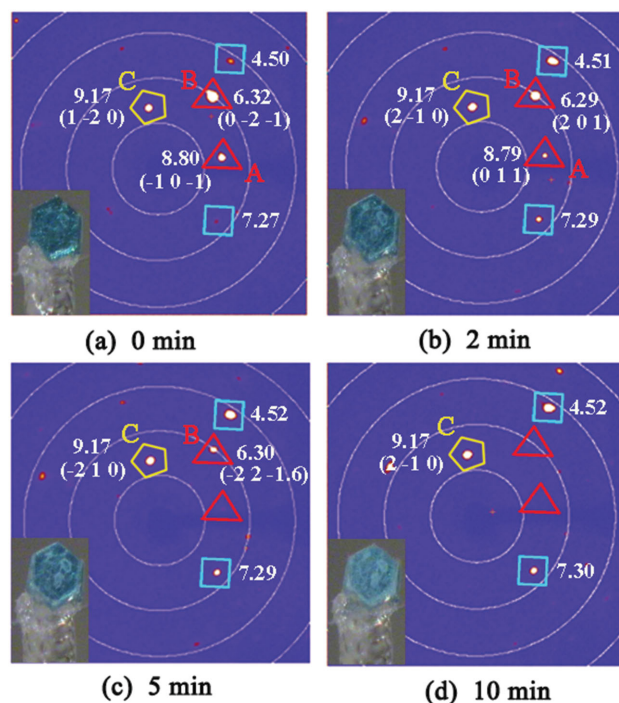 4.50
9.17
C
B
6.32
(1 -2 0)
(0 -2 -1)
8.80
(-1 0 -1)
A
7.27
(a) 0 min
4.51
9.17
C
B
6.29
(2 -1 0)
(2 0 1)
8.79
(0 1 1)
A
7.29
(b) 2 min
4.52
C
B
9.17
6.30
(-2 1 0)
(-2 2 -1.6)
7.29
(c) 5 min
4.52
C
9.17
(2 -1 0)
7.30
(d) 10 min